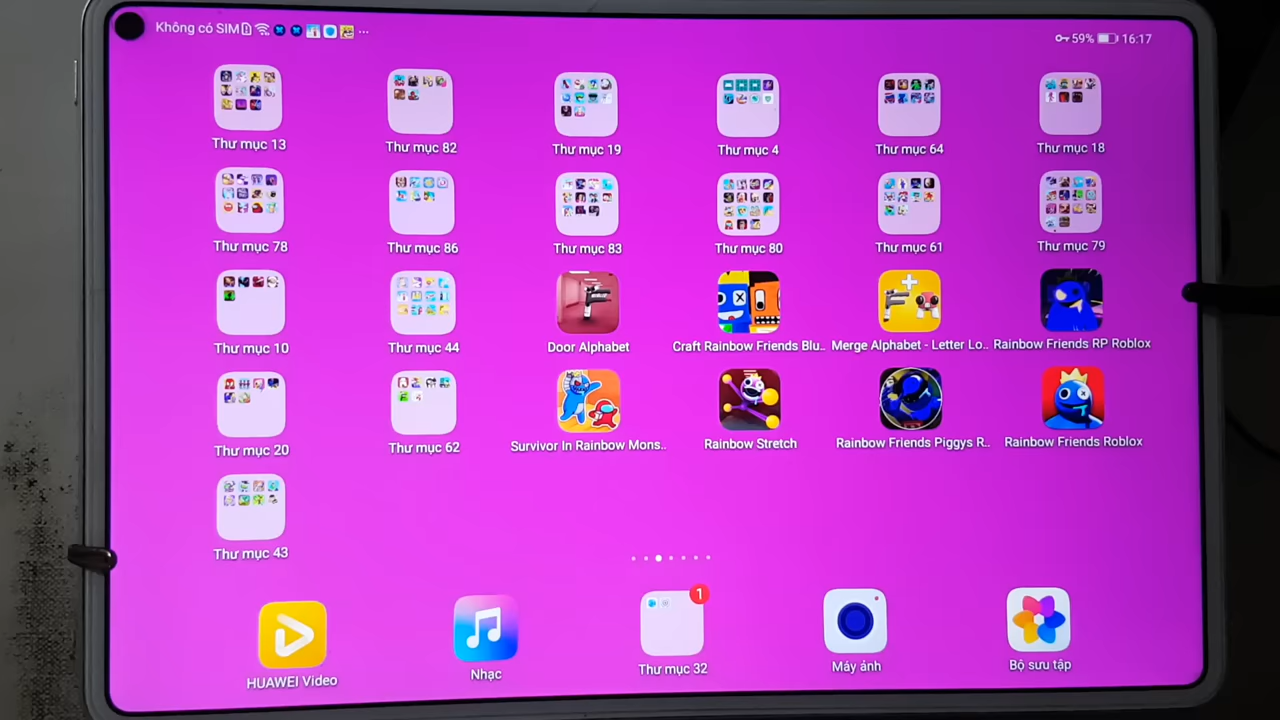 Không có SIM
59% 16:17
Thư mục 13
Thư mục 82
Thư mục 19
Thư mục 4
Thư mục 64
Thư mục 18
Thư mục 78
Thư mục 86
Thư mục 83
Thư mục 80
Thư mục 61
Thư mục 79
Thư mục 10
Thư mục 44
Door Alphabet
Craft Rainbow Friends Blu..
Merge Alphabet - Letter Lo..
Rainbow Friends RP Roblox
Thư mục 20
Thư mục 62
Survivor In Rainbow Mons..
Rainbow Stretch
Rainbow Friends Piggys R..
Rainbow Friends Roblox
Thư mục 43
1
HUAWEI Video
Nhạc
Thư mục 32
Máy ảnh
Bộ sưu tập